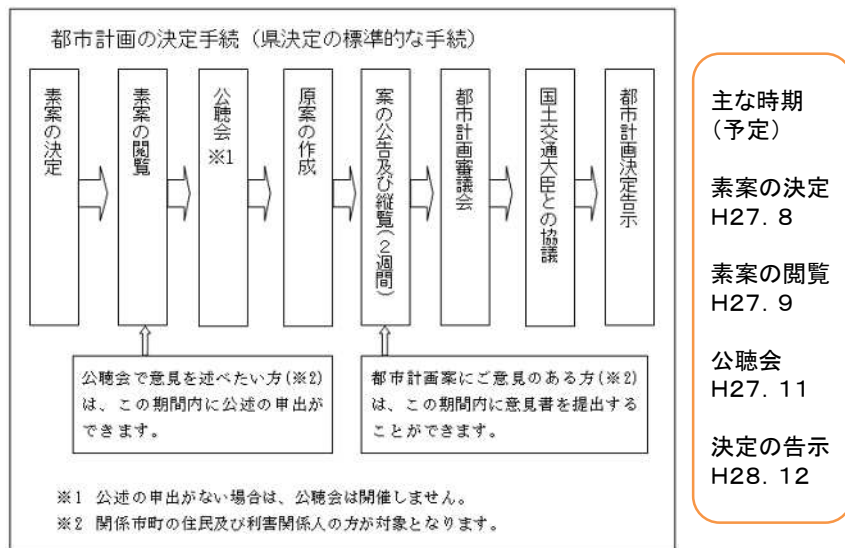 都市計画の決定手続（県決定の標準的な手続）
素案の決定
素案の閲覧
公聴会 ※1
原案の作成
案の公告及び縦覧（2週間）
都市計画審議会
国土交通大臣との協議
都市計画決定告示
公聴会で意見を述べたい方(※2)
は、この期間内に公述の申出が
できます。
都市計画案にご意見のある方(※2)
は、この期間内に意見書を提出する
ことができます。
※1 公述の申出がない場合は、公聴会は開催しません。
※2 関係市町の住民及び利害関係人の方が対象となります。
主な時期
（予定）
素案の決定
H27．8
素案の閲覧
H27．9
公聴会
H27．11
決定の告示
H28．12